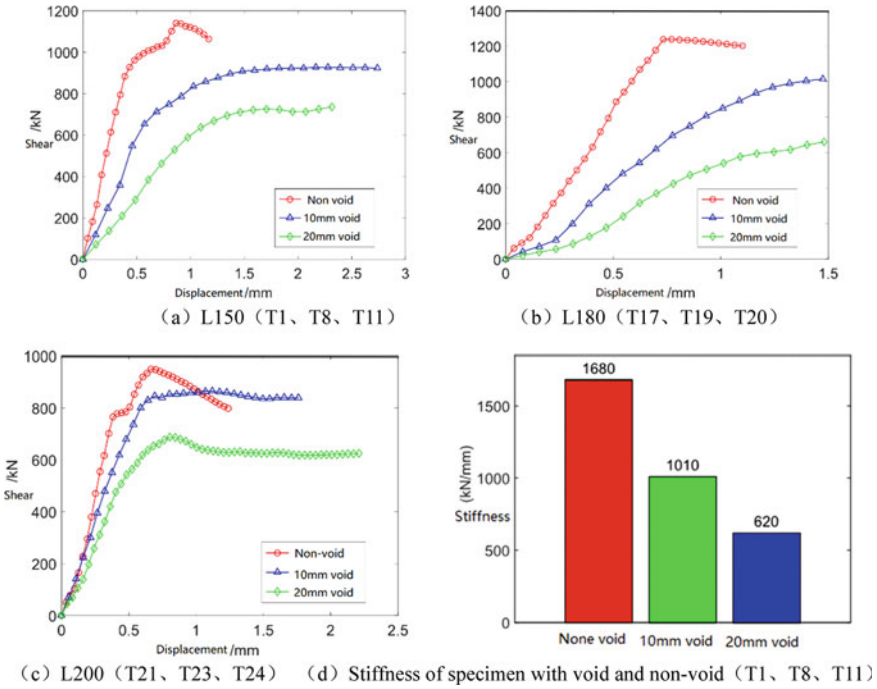 1200
1000
800
600
400
200
0
/kN
Shear
Non void
10mm void
20mm void
0 0.5 1 1.5 2 2.5 3
Displacement/mm
(a) L150（T1、T8、T11）
1400
1200
1000
800
600
400
200
0
/kN
Shear
Non void
10mm void
20mm void
0 0.5 1 1.5
Displacement/mm
(b) L180（T17、T19、T20）
1000
800
600
400
200
0
/kN
Shear
Non-void
10mm void
20mm void
0 0.5 1 1.5 2 2.5
Displacement/mm
(c) L200（T21、T23、T24）
1500
1000
500
0
(kN/mm)
Stiffness
1680
1010
620
None void 10mm void 20mm void
(d) Stiffness of specimen with void and non-void（T1、T8、T11）